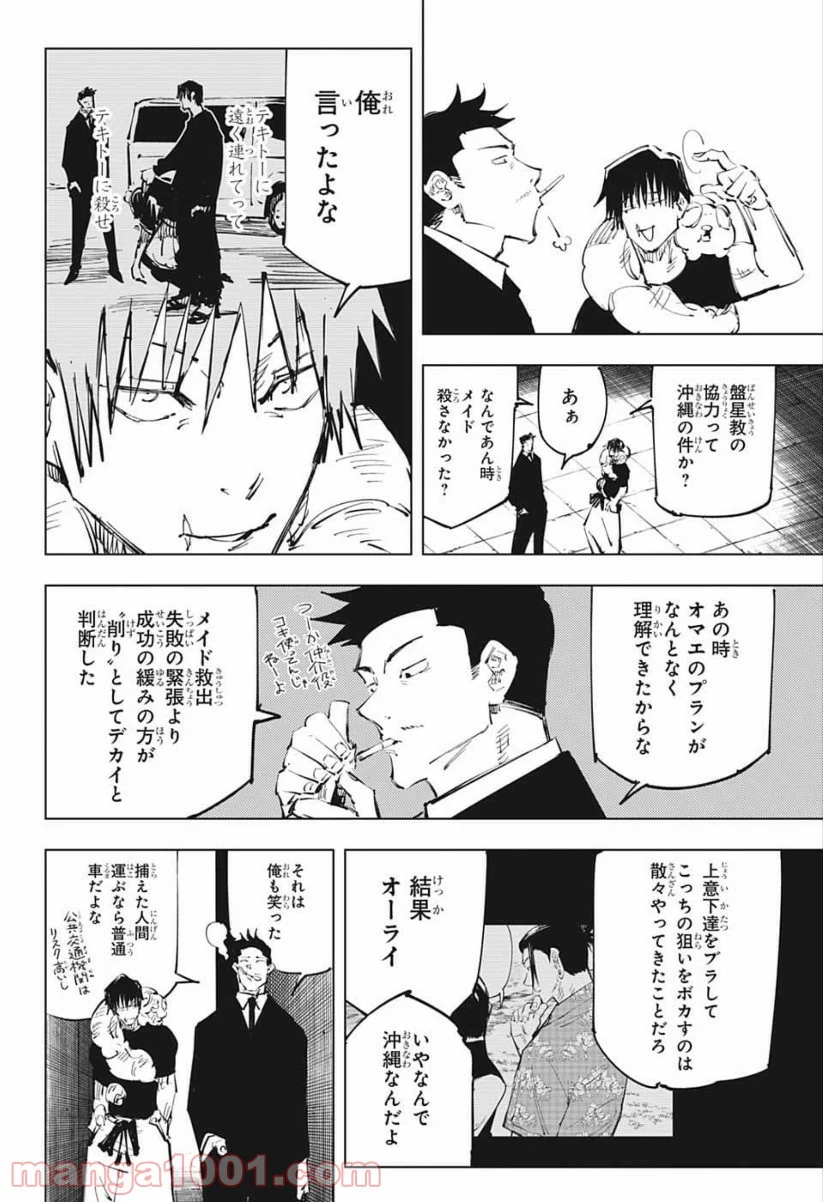 盤星教の
協力って
沖縄の件か？
あぁ
なんであん時
メイド
殺さなかった？
俺
言ったよな
テキトーに
遠く連れてって
テキトーに殺せ
あの時
オマエのプランが
なんとなく
理解できたからな
つーか仲介役
コキ使ってんじ
ねーよ
メイド救出
失敗の緊張より
成功の緩みの方が
〝削り〟としてデカイと
判断した
上意下達をブラして
こっちの狙いをボカすのは
散々やってきたことだろ
結果
オーライ
いやなんで
沖縄なんだよ
それは
俺も笑った
捕えた人間
運ぶなら普通
車だよな
公共交通機関は
リスク高いし
manga1001.com